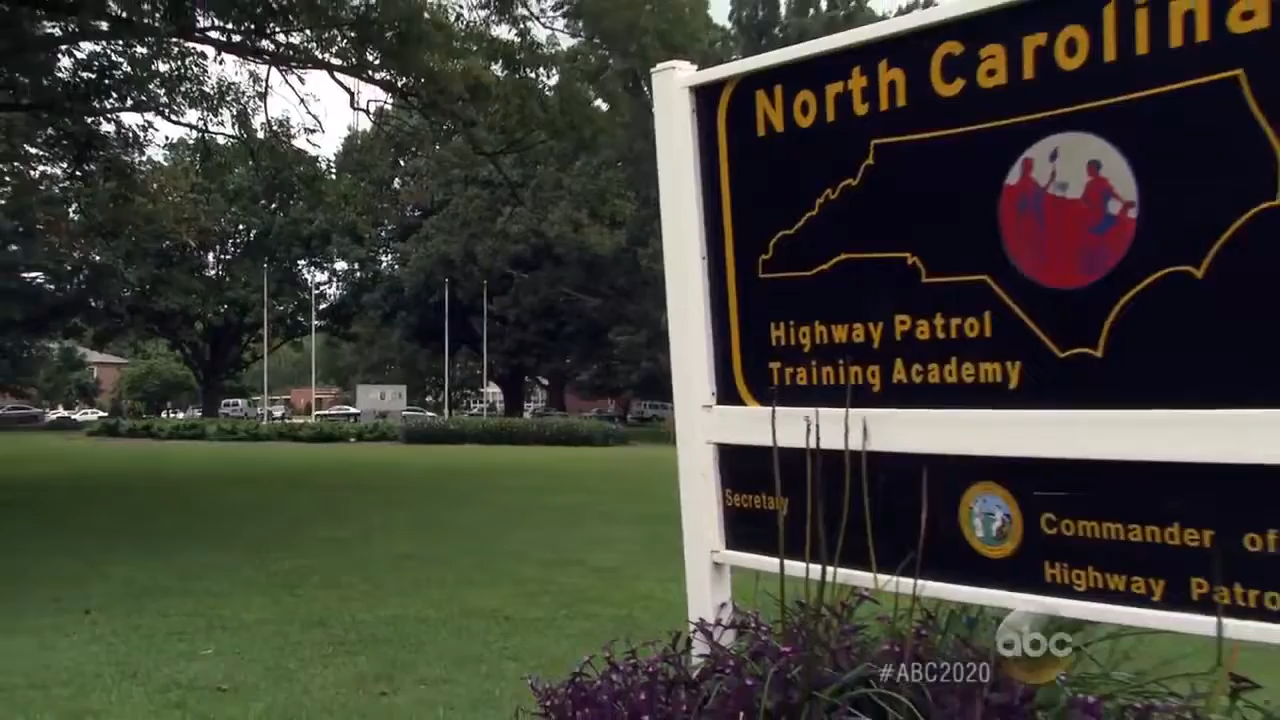 North Carolina
Highway Patrol
Training Academy
Secretary
Commander of
Highway Patro
abc
#ABC2020